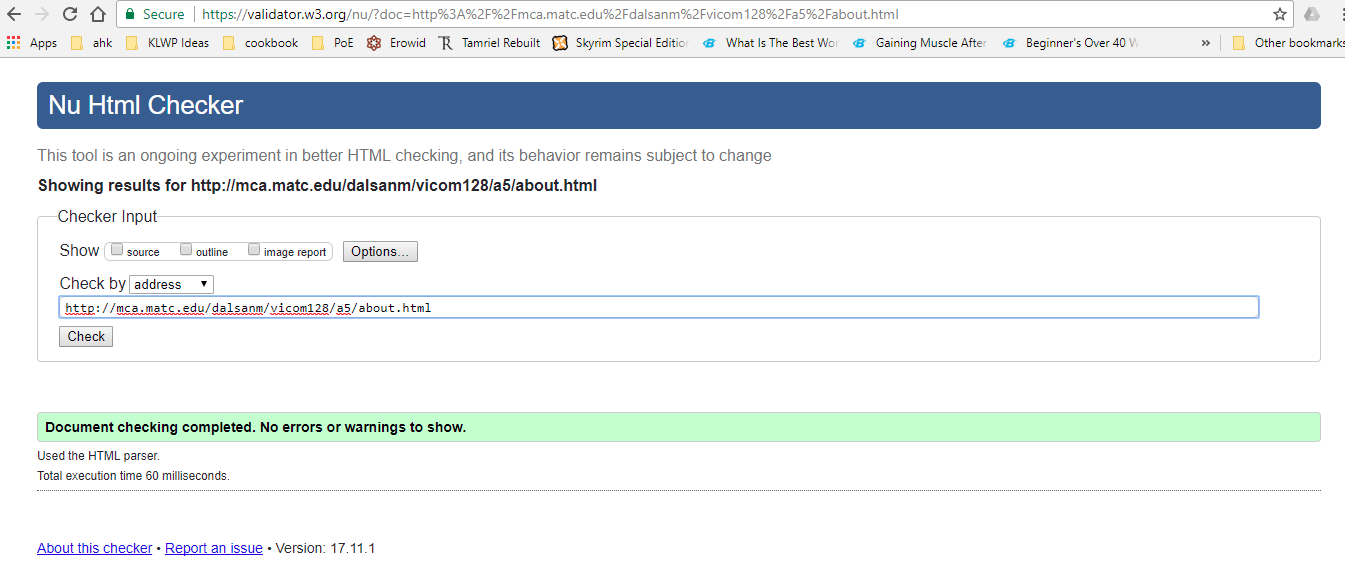 Secure https://validator.w3.org/nu/?doc=http%3A%2F%2Fmca.matc.edu%2Fdalsanm%2Fvicom128%2Fa5%2Fabout.html
Apps ahk KLWP Ideas cookbook PoE Erowid Tamriel Rebuilt Skyrim Special Edition What Is The Best Wor Gaining Muscle After Beginner's Over 40 W » Other bookmarks
Nu Html Checker
This tool is an ongoing experiment in better HTML checking, and its behavior remains subject to change
Showing results for http://mca.matc.edu/dalsanm/vicom128/a5/about.html
Checker Input
Show source outline image report Options...
Check by address
http://mca.matc.edu/dalsanm/vicom128/a5/about.html
Check
Document checking completed. No errors or warnings to show.
Used the HTML parser.
Total execution time 60 milliseconds.
About this checker • Report an issue • Version: 17.11.1